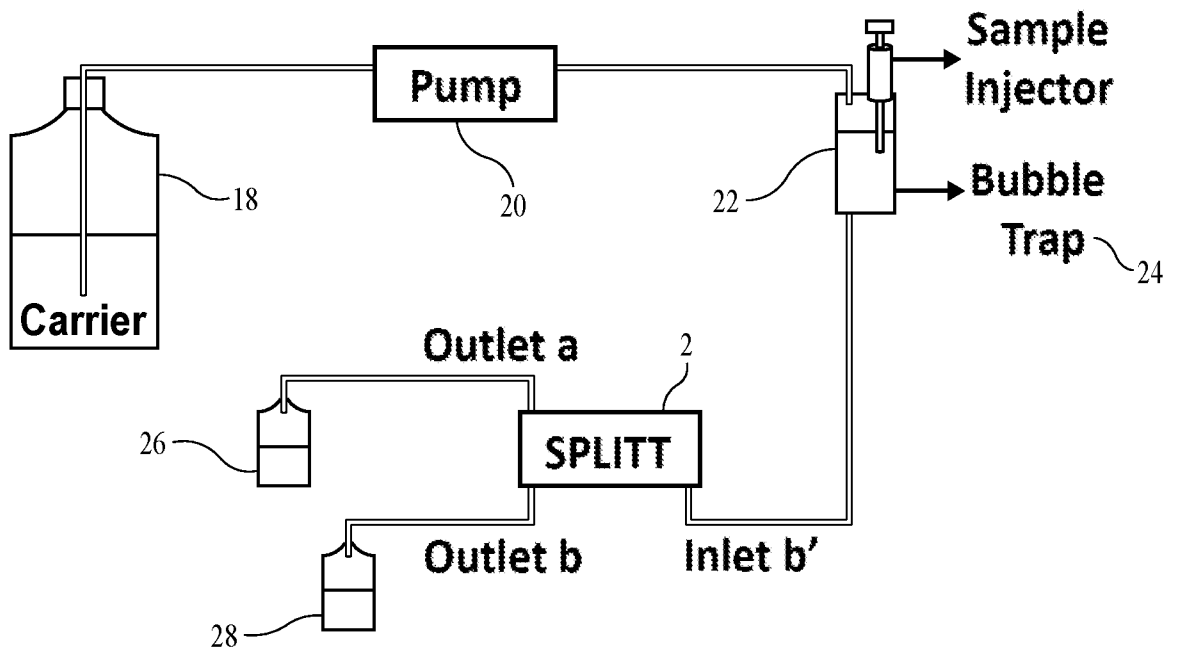 Sample
Injector
Pump
18
20
22
Bubble
Trap
24
Carrier
Outlet a
2
26
SPLITT
Outlet b
Inlet b’
28